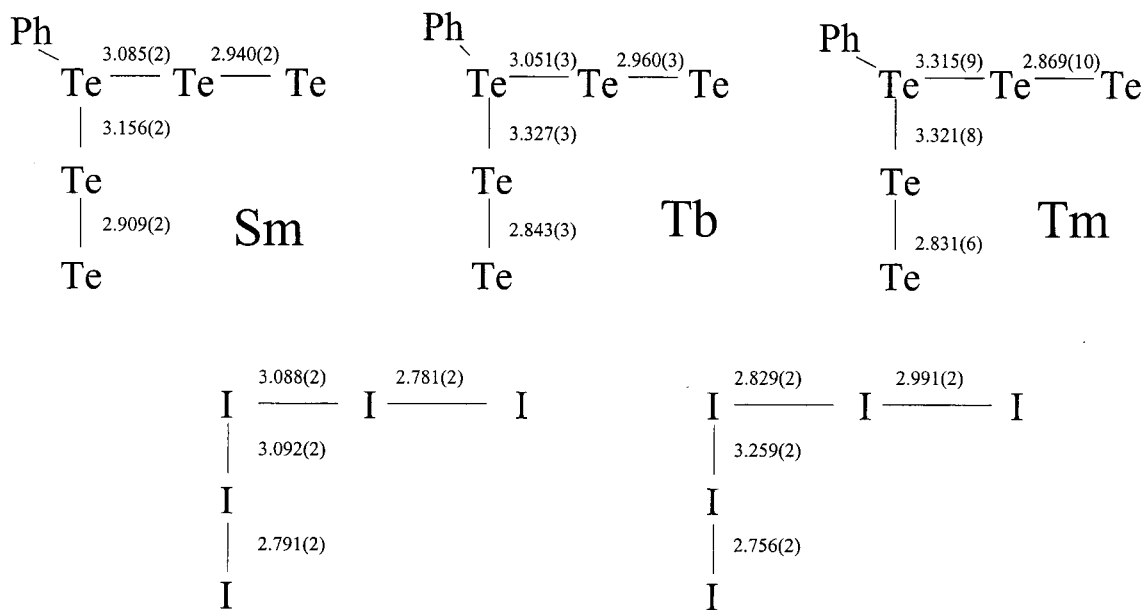 Ph 3.085(2) 2.940(2)
Te Te Te
3.156(2)
Te
2.909(2)
Te
Sm
Ph 3.051(3) 2.960(3)
Te Te Te
3.327(3)
Te
2.843(3)
Te
Tb
Ph 3.315(9) 2.869(10)
Te Te Te
3.321(8)
Te
2.831(6)
Te
Tm
3.088(2) 2.781(2)
I I I
3.092(2)
I
2.791(2)
I
2.829(2) 2.991(2)
I I I
3.259(2)
I
2.756(2)
I